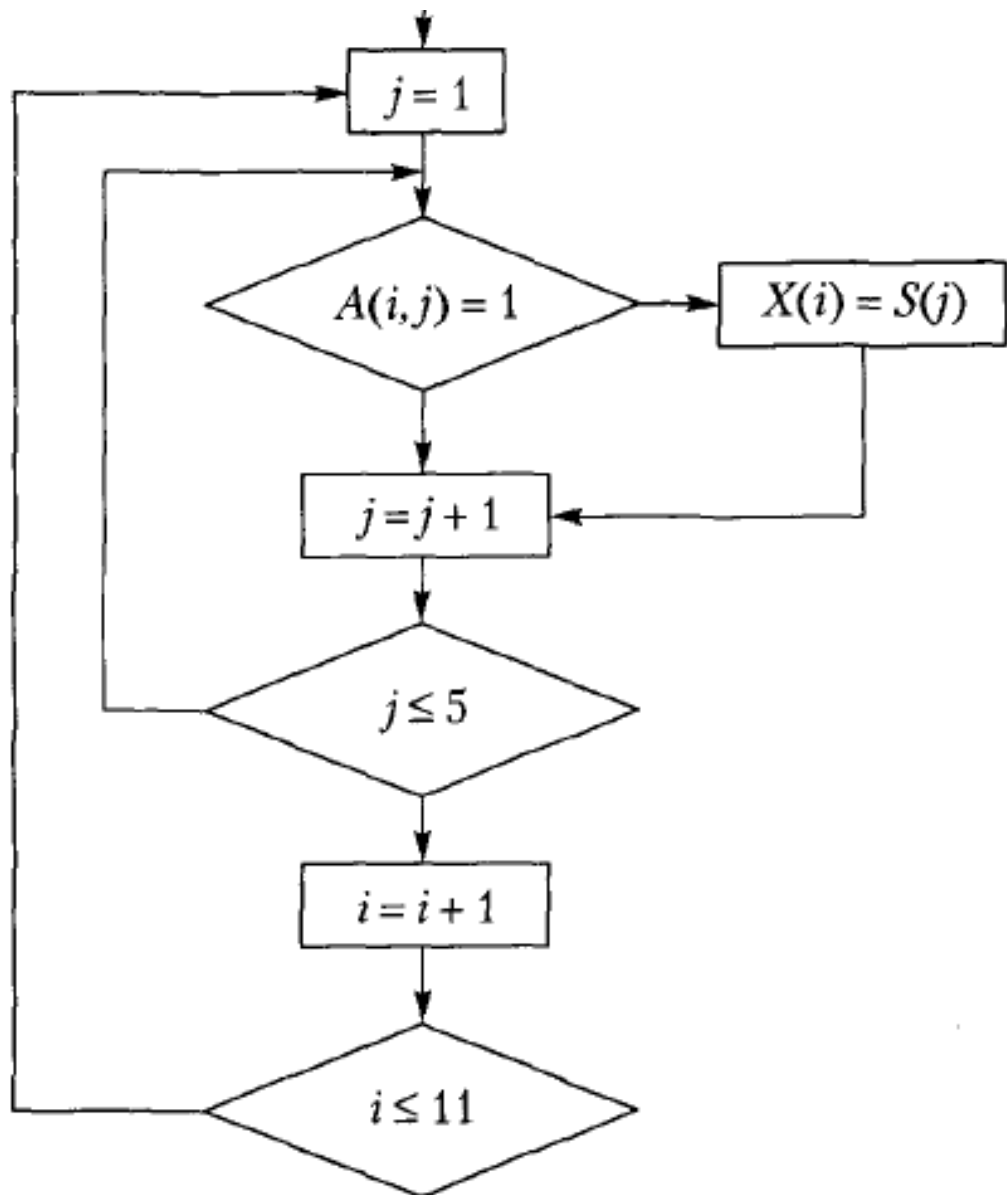 j = 1
A(i, j) = 1
X(i) = S(j)
j = j + 1
j ≤ 5
i = i + 1
i ≤ 11